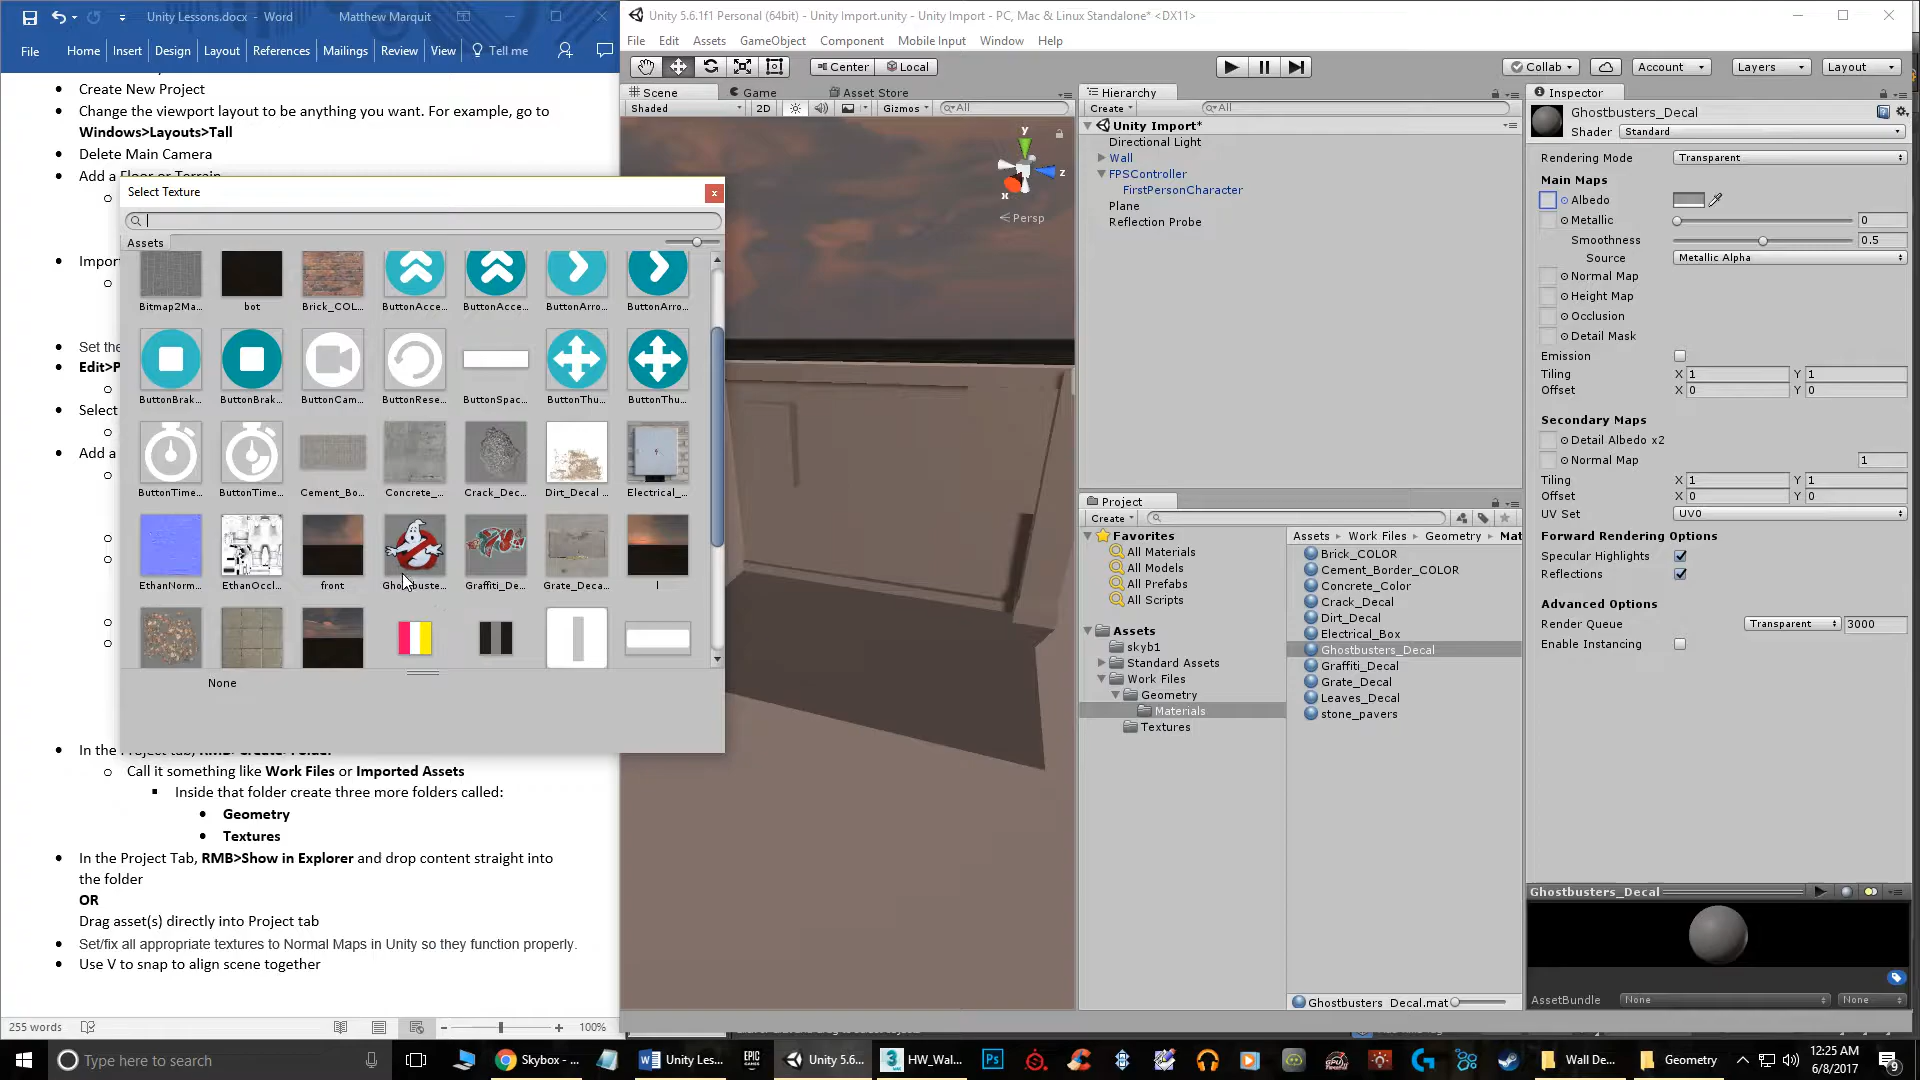 Unity Lessons.docx - Word
Matthew Marquit
File Home Insert Design Layout References Mailings Review View Tell me
Create New Project
Change the viewport layout to be anything you want. For example, go to
Windows>Layouts>Tall
Delete Main Camera
Add a Floor or Terrain
Impor
Set the
Edit>P
Select
Add a
Select Texture
Assets
Bitmap2Ma... bot Brick_COL... ButtonAcce... ButtonAcce... ButtonArro... ButtonArro...
ButtonBrak... ButtonBrak... ButtonCam... ButtonRese... ButtonSpac... ButtonThu... ButtonThu...
ButtonTime... ButtonTime... Cement_Bo... Concrete_... Crack_Dec... Dirt_Decal ... Electrical_...
EthanNorm... EthanOccl... front Ghostbuste... Graffiti_De... Grate_Deca... l
None
In the Project tab, RMB>Create>Folder
Call it something like Work Files or Imported Assets
Inside that folder create three more folders called:
Geometry
Textures
In the Project Tab, RMB>Show in Explorer and drop content straight into
the folder
OR
Drag asset(s) directly into Project tab
Set/fix all appropriate textures to Normal Maps in Unity so they function properly.
Use V to snap to align scene together
255 words
100%
Unity 5.6.1f1 Personal (64bit) - Unity Import.unity - Unity Import - PC, Mac & Linux Standalone* <DX11>
File Edit Assets GameObject Component Mobile Input Window Help
Center Local
Collab Account Layers Layout
Scene Game Asset Store
Shaded 2D Gizmos All
y
z
x
Persp
Hierarchy
Create All
Unity Import*
Directional Light
Wall
FPSController
FirstPersonCharacter
Plane
Reflection Probe
Project
Create
Favorites
All Materials
All Models
All Prefabs
All Scripts
Assets
skyb1
Standard Assets
Work Files
Geometry
Materials
Textures
Assets Work Files Geometry Mat
Brick_COLOR
Cement_Border_COLOR
Concrete_Color
Crack_Decal
Dirt_Decal
Electrical_Box
Ghostbusters_Decal
Graffiti_Decal
Grate_Decal
Leaves_Decal
stone_pavers
Ghostbusters_Decal.mat
Inspector
Ghostbusters_Decal
Shader Standard
Rendering Mode Transparent
Main Maps
Albedo
Metallic 0
Smoothness 0.5
Source Metallic Alpha
Normal Map
Height Map
Occlusion
Detail Mask
Emission
Tiling X 1 Y 1
Offset X 0 Y 0
Secondary Maps
Detail Albedo x2
Normal Map 1
Tiling X 1 Y 1
Offset X 0 Y 0
UV Set UV0
Forward Rendering Options
Specular Highlights
Reflections
Advanced Options
Render Queue Transparent 3000
Enable Instancing
Ghostbusters_Decal
AssetBundle None None
Type here to search
Skybox - ...
Unity Les...
Unity 5.6...
HW_Wal...
Wall De...
Geometry
12:25 AM
6/8/2017
9